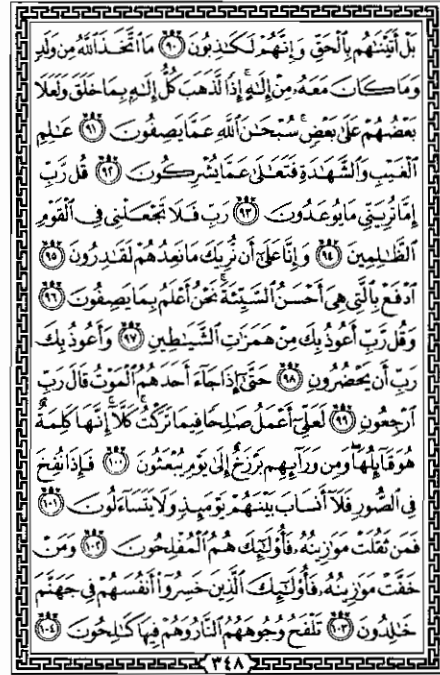 بَلْ أَتَيْنَٰهُم بِٱلْحَقِّ وَإِنَّهُمْ لَكَٰذِبُونَ ٩٠ مَا ٱتَّخَذَ ٱللَّهُ مِن وَلَدٍ
وَمَا كَانَ مَعَهُۥ مِنْ إِلَٰهٍ ۚ إِذًا لَّذَهَبَ كُلُّ إِلَٰهٍۭ بِمَا خَلَقَ وَلَعَلَا
بَعْضُهُمْ عَلَىٰ بَعْضٍ ۚ سُبْحَٰنَ ٱللَّهِ عَمَّا يَصِفُونَ ٩١ عَٰلِمِ
ٱلْغَيْبِ وَٱلشَّهَٰدَةِ فَتَعَٰلَىٰ عَمَّا يُشْرِكُونَ ٩٢ قُل رَّبِّ
إِمَّا تُرِيَنِّي مَا يُوعَدُونَ ٩٣ رَبِّ فَلَا تَجْعَلْنِي فِي ٱلْقَوْمِ
ٱلظَّٰلِمِينَ ٩٤ وَإِنَّا عَلَىٰٓ أَن نُّرِيَكَ مَا نَعِدُهُمْ لَقَٰدِرُونَ ٩٥
ٱدْفَعْ بِٱلَّتِي هِيَ أَحْسَنُ ٱلسَّيِّئَةَ ۚ نَحْنُ أَعْلَمُ بِمَا يَصِفُونَ ٩٦
وَقُل رَّبِّ أَعُوذُ بِكَ مِنْ هَمَزَٰتِ ٱلشَّيَٰطِينِ ٩٧ وَأَعُوذُ بِكَ
رَبِّ أَن يَحْضُرُونِ ٩٨ حَتَّىٰٓ إِذَا جَآءَ أَحَدَهُمُ ٱلْمَوْتُ قَالَ رَبِّ
ٱرْجِعُونِ ٩٩ لَعَلِّيٓ أَعْمَلُ صَٰلِحًا فِيمَا تَرَكْتُ ۚ كَلَّآ ۚ إِنَّهَا كَلِمَةٌ
هُوَ قَآئِلُهَا ۖ وَمِن وَرَآئِهِم بَرْزَخٌ إِلَىٰ يَوْمِ يُبْعَثُونَ ١٠٠ فَإِذَا نُفِخَ
فِي ٱلصُّورِ فَلَآ أَنسَابَ بَيْنَهُمْ يَوْمَئِذٍ وَلَا يَتَسَآءَلُونَ ١٠١
فَمَن ثَقُلَتْ مَوَٰزِينُهُۥ فَأُو۟لَٰٓئِكَ هُمُ ٱلْمُفْلِحُونَ ١٠٢ وَمَنْ
خَفَّتْ مَوَٰزِينُهُۥ فَأُو۟لَٰٓئِكَ ٱلَّذِينَ خَسِرُوٓا۟ أَنفُسَهُمْ فِي جَهَنَّمَ
خَٰلِدُونَ ١٠٣ تَلْفَحُ وُجُوهَهُمُ ٱلنَّارُ وَهُمْ فِيهَا كَٰلِحُونَ ١٠٤
٣٤٨